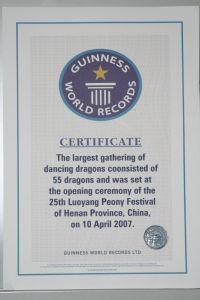 GUINNESS
WORLD RECORDS
CERTIFICATE
The largest gathering of
dancing dragons coonsisted of
55 dragons and was set at
the opening ceremony of the
25th Luoyang Peony Festival
of Henan Province, China,
on 10 April 2007.
GUINNESS WORLD RECORDS LTD